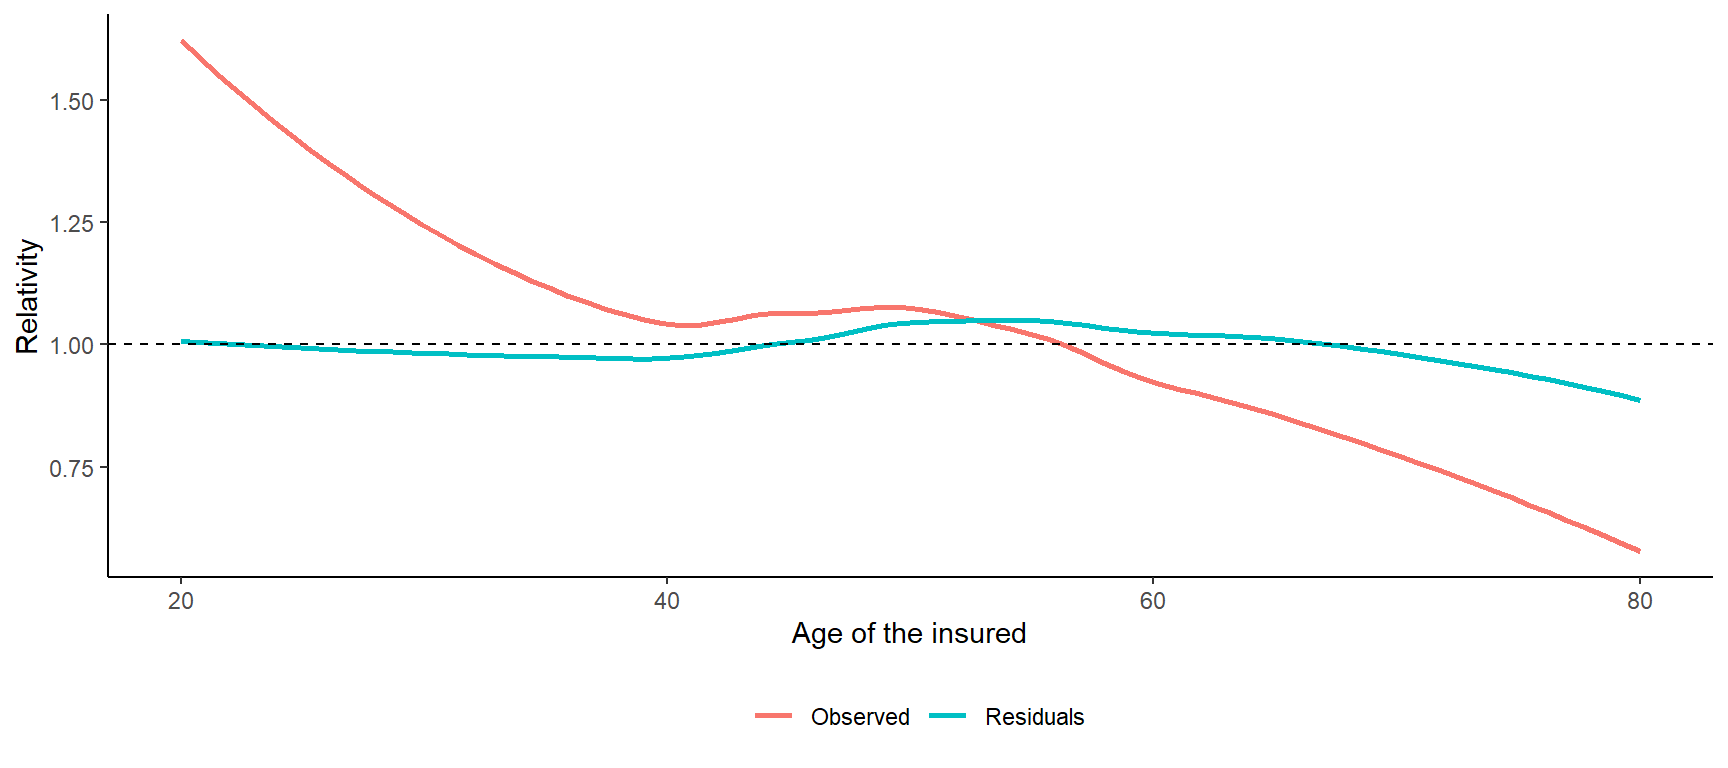 Relativity
1.50
1.25
1.00
0.75
20 40 60 80
Age of the insured
Observed Residuals